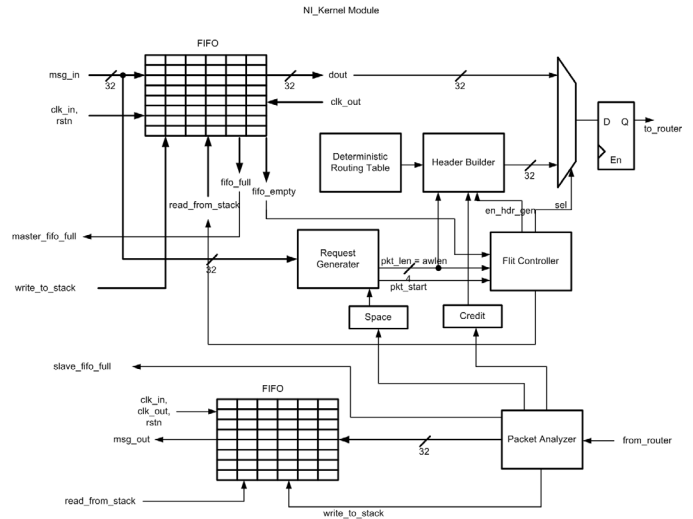 NI_Kernel Module
FIFO
msg_in
32
32
dout
32
clk_out
clk_in,
rstn
D Q
En
to_router
Deterministic
Routing Table
Header Builder
32
fifo_full
fifo_empty
read_from_stack
en_hdr_gen
sel
master_fifo_full
32
Request
Generator
pkt_len = awlen
4
pkt_start
Flit Controller
write_to_stack
Space
Credit
slave_fifo_full
FIFO
clk_in,
clk_out,
rstn
msg_out
32
Packet Analyzer
from_router
read_from_stack
write_to_stack